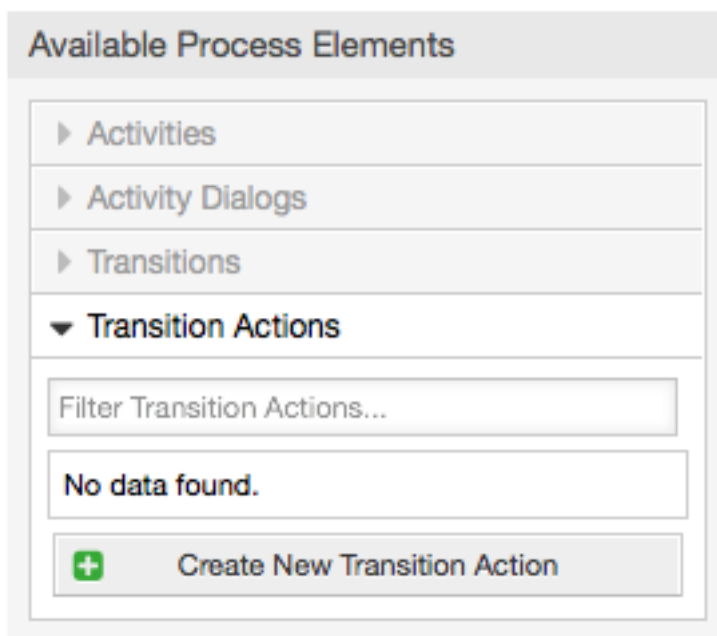 Available Process Elements
Activities
Activity Dialogs
Transitions
Transition Actions
Filter Transition Actions...
No data found.
Create New Transition Action